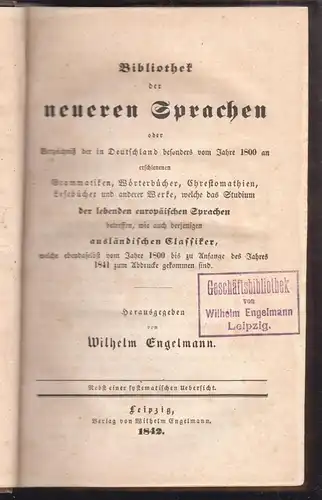 Bibliothek
der
neueren Sprachen
oder
Verzeichniß der in Deutschland besonders vom Jahre 1800 an
erschienenen
Grammatiken, Wörterbücher, Chrestomathien,
Lesebücher und anderer Werke, welche das Studium
der lebenden europäischen Sprachen
betreffen, wie auch derjenigen
ausländischen Classiker,
welche ebendaselbst vom Jahre 1800 bis zu Anfange des Jahres
1841 zum Abdrucke gekommen sind.
Herausgegeben
von
Wilhelm Engelmann.
Geschäftsbibliothek
von
Wilhelm Engelmann
Leipzig.
Nebst einer systematischen Uebersicht.
Leipzig,
Verlag von Wilhelm Engelmann.
1842.